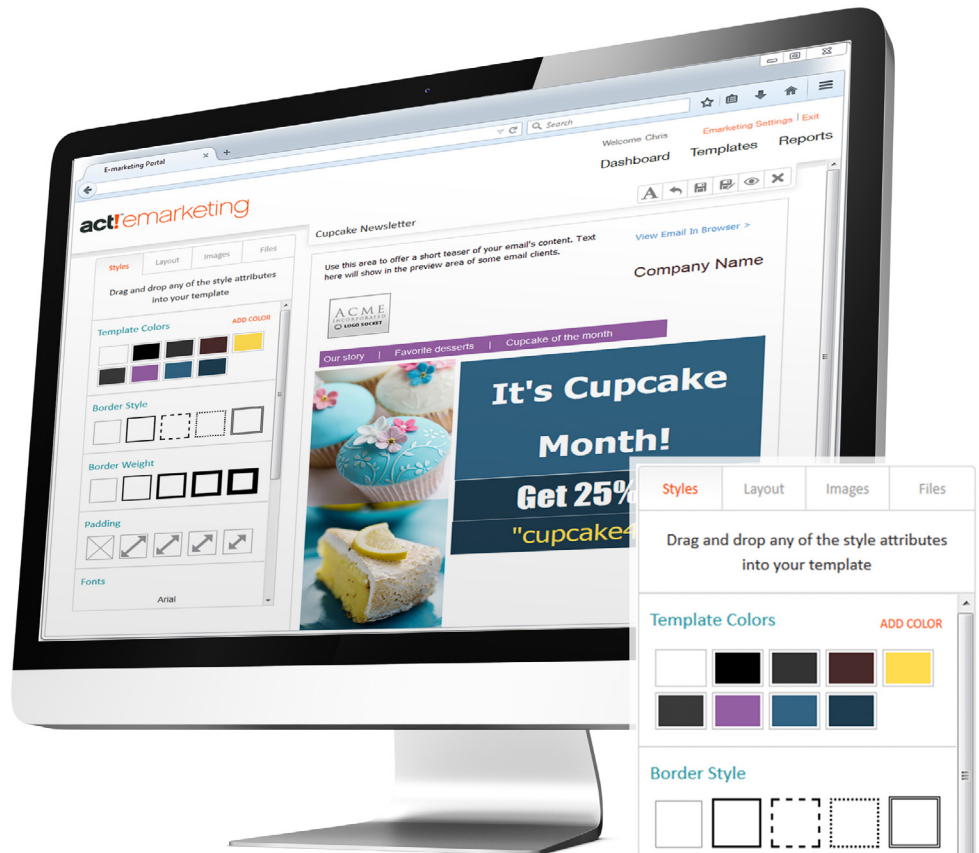 E-marketing Portal
Search
Welcome Chris
Emarketing Settings | Exit
Dashboard
Templates
Reports
act! emarketing
Cupcake Newsletter
Styles
Layout
Images
Files
Drag and drop any of the style attributes
into your template
Template Colors
ADD COLOR
Border Style
Border Weight
Padding
Fonts
Arial
Use this area to offer a short teaser of your email's content. Text
here will show in the preview area of some email clients.
View Email In Browser >
Company Name
ACME
INCORPORATED
LOGO SOCKET
Our story | Favorite desserts | Cupcake of the month
It's Cupcake
Month!
Get 25%
"cupcake4
Styles
Layout
Images
Files
Drag and drop any of the style attributes
into your template
Template Colors
ADD COLOR
Border Style